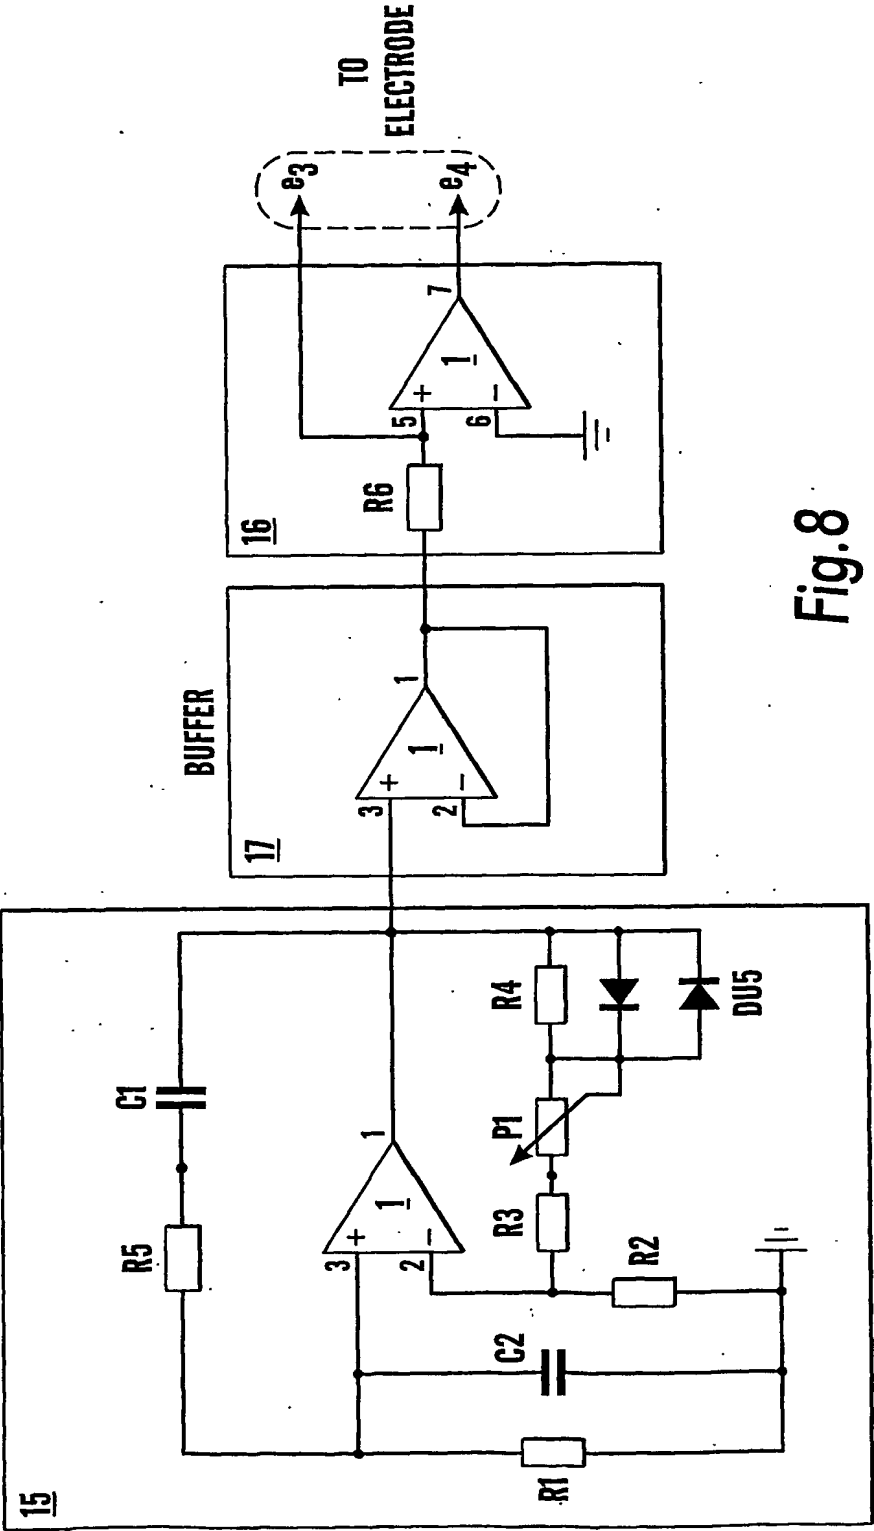 15
R5
C1
3
+
2
−
1
1
C2
R1
R2
R3
P1
R4
DU5
BUFFER
17
3
+
2
−
1
1
16
R6
5
+
6
−
1
7
e3
e4
TO
ELECTRODE
Fig.8